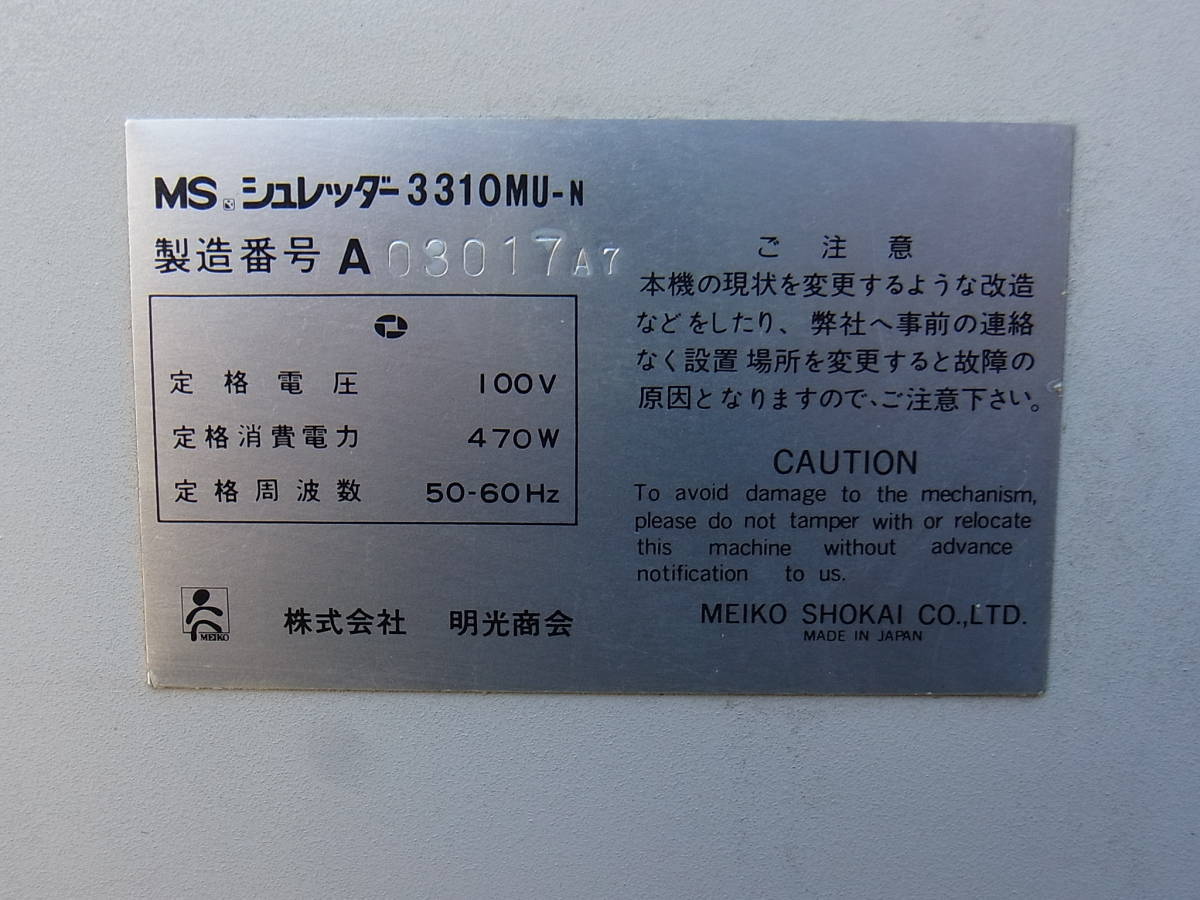 MS シュレッダー 3310MU-N
製造番号 A 03017A7
定格電圧 100V
定格消費電力 470W
定格周波数 50-60Hz
MEIKO
株式会社 明光商会
ご注意
本機の現状を変更するような改造
などをしたり、弊社へ事前の連絡
なく設置場所を変更すると故障の
原因となりますので、ご注意下さい。
CAUTION
To avoid damage to the mechanism,
please do not tamper with or relocate
this machine without advance
notification to us.
MEIKO SHOKAI CO.,LTD.
MADE IN JAPAN